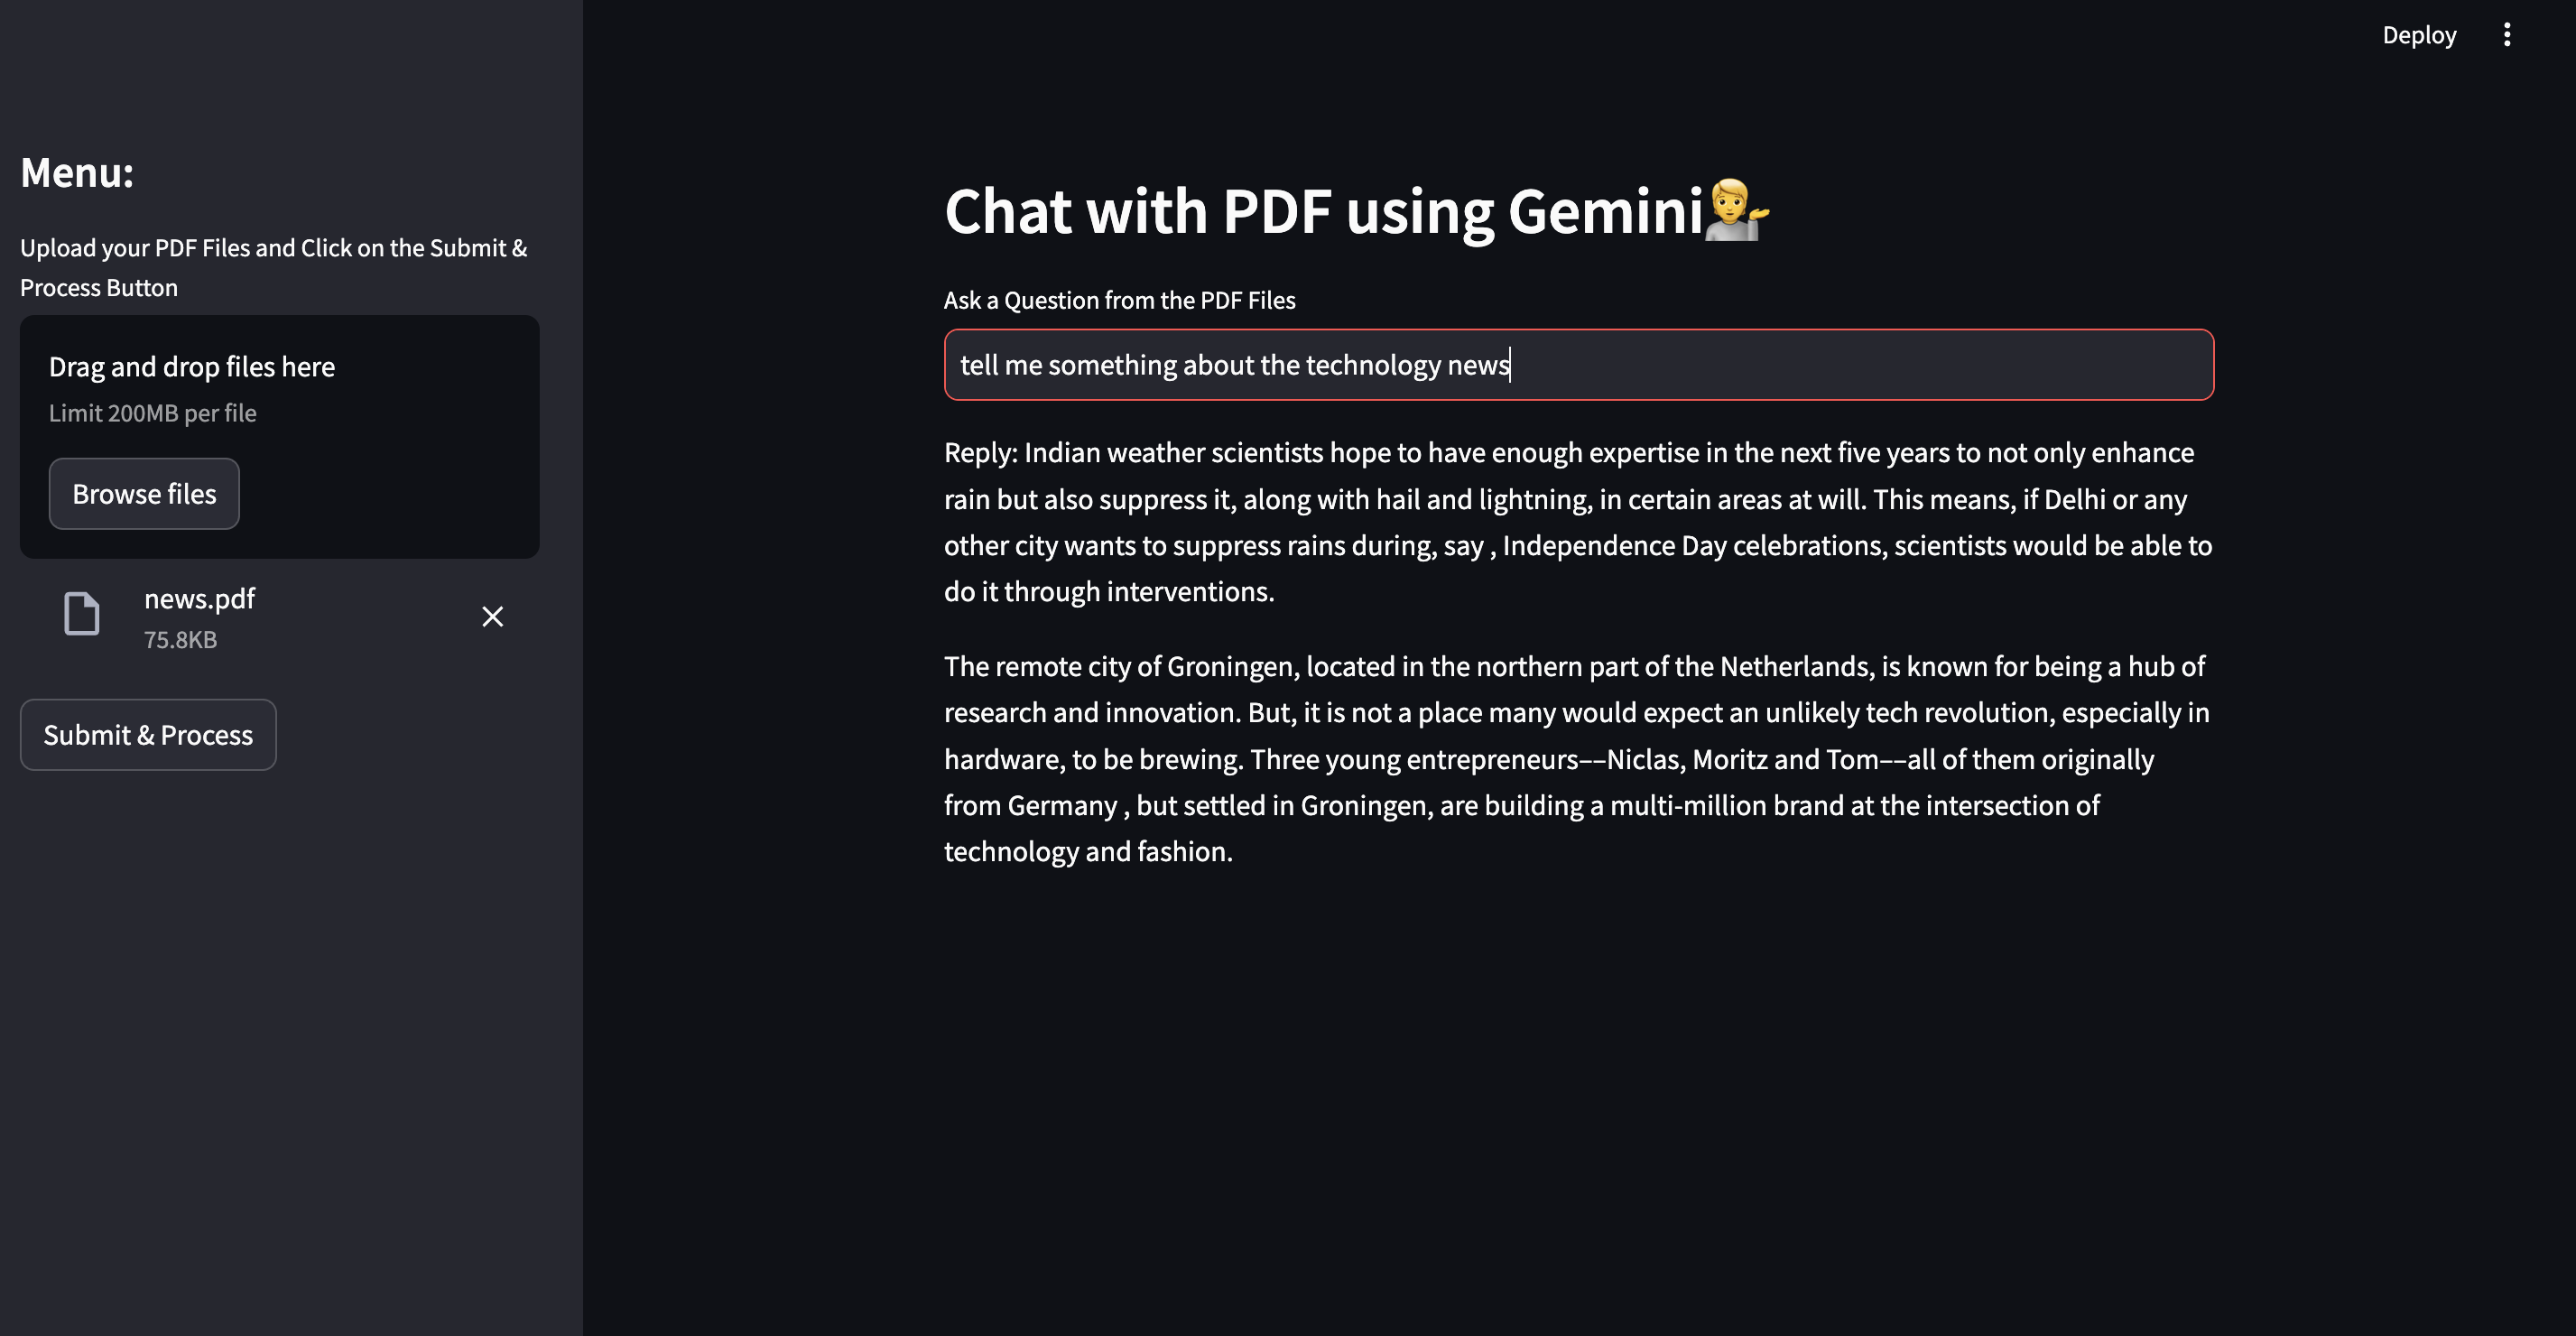 Deploy
Menu:
Upload your PDF Files and Click on the Submit &
Process Button
Drag and drop files here
Limit 200MB per file
Browse files
news.pdf
75.8KB
Submit & Process
Chat with PDF using Gemini💁
Ask a Question from the PDF Files
tell me something about the technology news
Reply: Indian weather scientists hope to have enough expertise in the next five years to not only enhance
rain but also suppress it, along with hail and lightning, in certain areas at will. This means, if Delhi or any
other city wants to suppress rains during, say , Independence Day celebrations, scientists would be able to
do it through interventions.
The remote city of Groningen, located in the northern part of the Netherlands, is known for being a hub of
research and innovation. But, it is not a place many would expect an unlikely tech revolution, especially in
hardware, to be brewing. Three young entrepreneurs––Niclas, Moritz and Tom––all of them originally
from Germany , but settled in Groningen, are building a multi-million brand at the intersection of
technology and fashion.